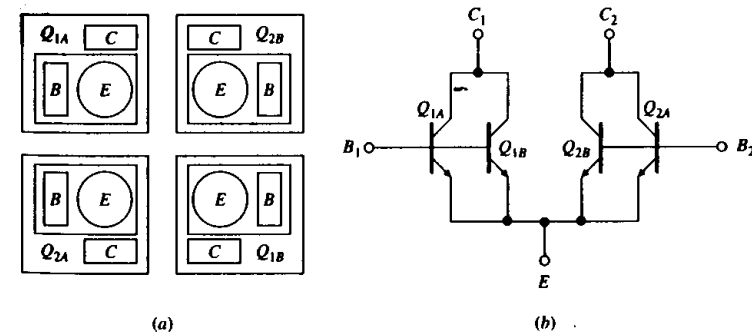 Q1A C
B E
C Q2B
E B
B E
Q2A C
E B
C Q1B
(a)
C1 C2
Q1A Q2A
B1 Q1B Q2B B2
E
(b)